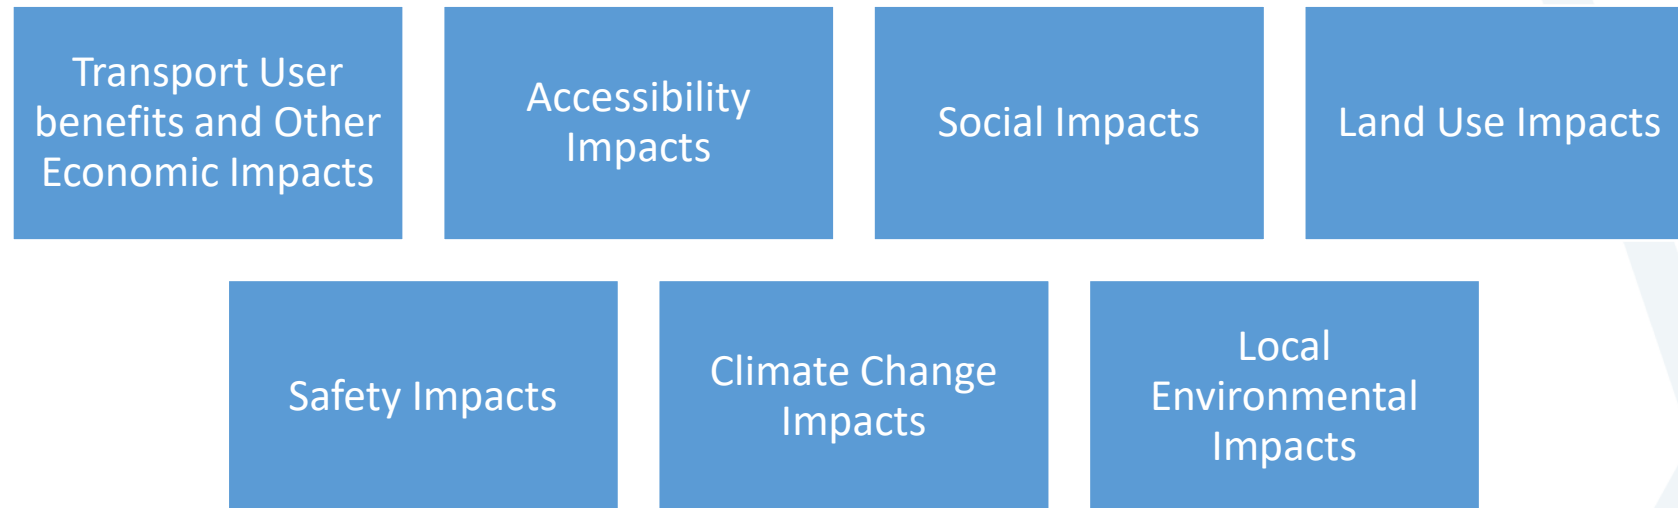 Transport User
benefits and Other
Economic Impacts
Accessibility
Impacts
Social Impacts
Land Use Impacts
Safety Impacts
Climate Change
Impacts
Local
Environmental
Impacts